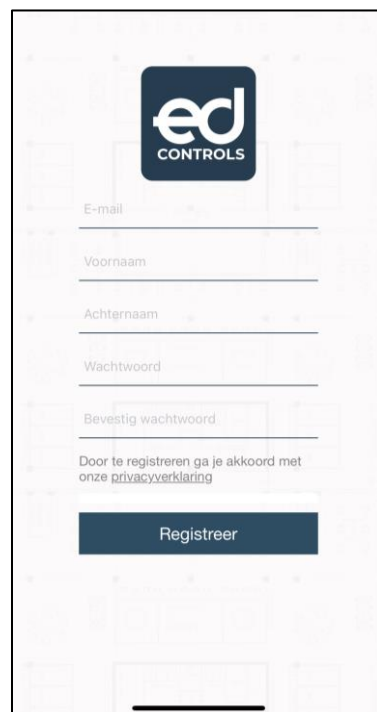 ed
CONTROLS
E-mail
Voornaam
Achternaam
Wachtwoord
Bevestig wachtwoord
Door te registreren ga je akkoord met
onze privacyverklaring
Registreer